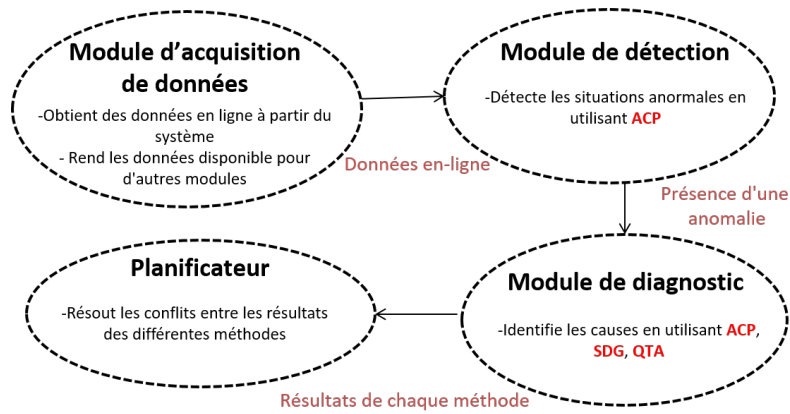 Module d’acquisition
de données
-Obtient des données en ligne à partir du
système
- Rend les données disponible pour
d'autres modules
Données en-ligne
Module de détection
-Détecte les situations anormales en
utilisant ACP
Présence d'une
anomalie
Module de diagnostic
-Identifie les causes en utilisant ACP,
SDG, QTA
Résultats de chaque méthode
Planificateur
-Résout les conflits entre les résultats
des différentes méthodes